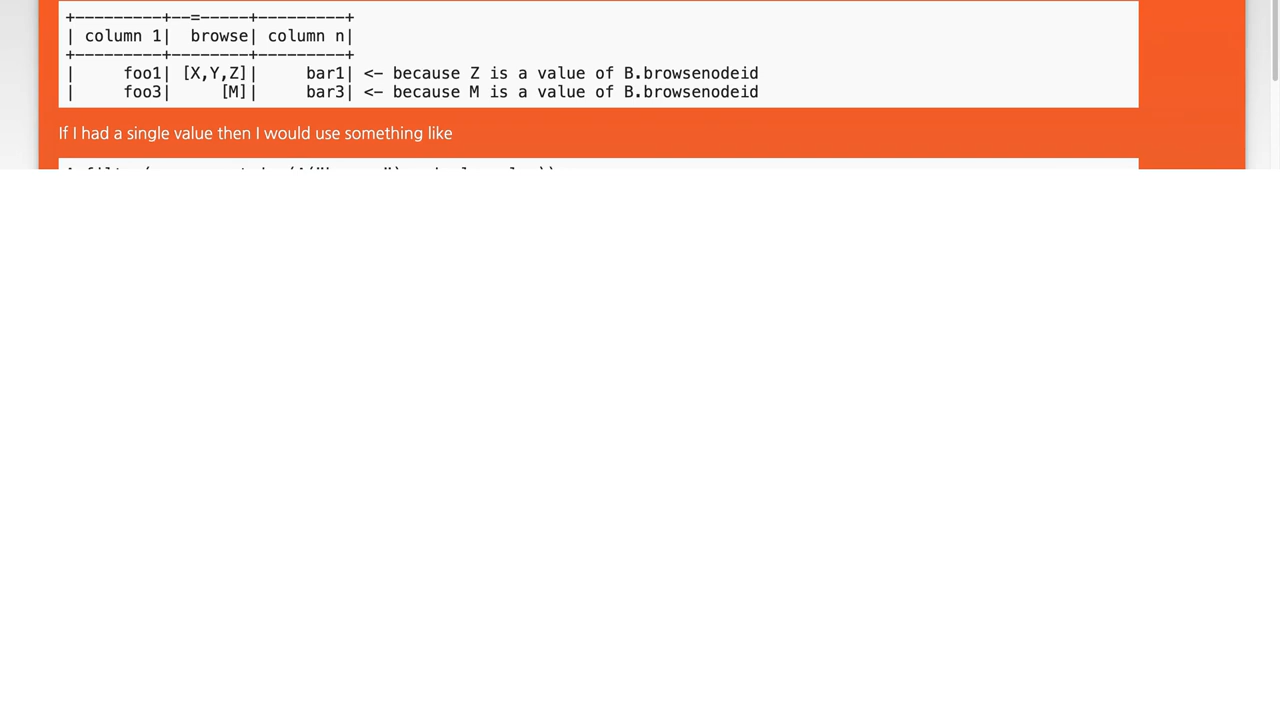 +---------+--=-----+---------+
| column 1|  browse| column n|
+---------+--------+---------+
|     foo1| [X,Y,Z]|     bar1| <- because Z is a value of B.browsenodeid
|     foo3|     [M]|     bar3| <- because M is a value of B.browsenodeid
If I had a single value then I would use something like